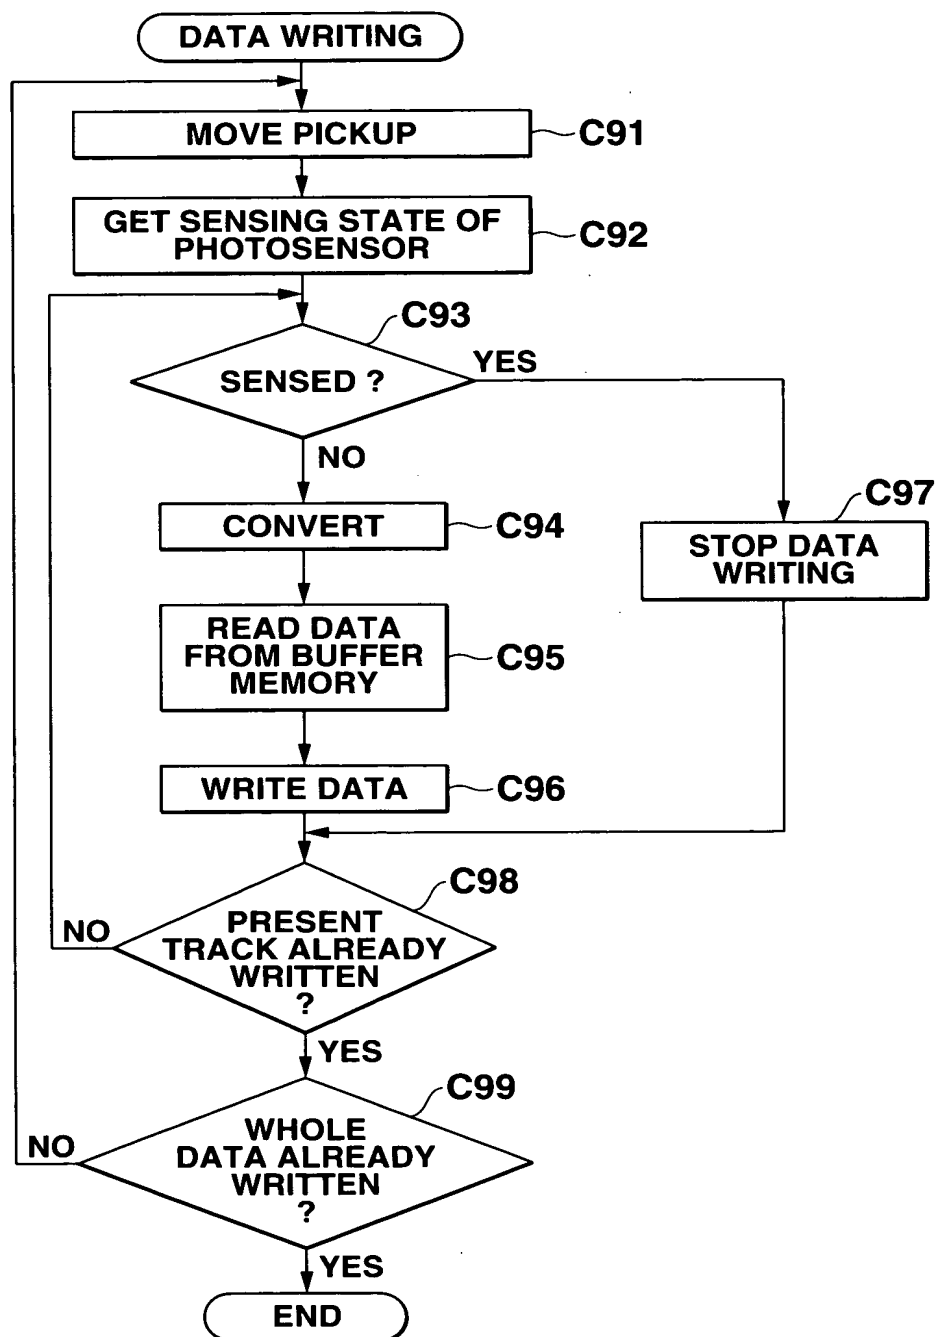 DATA WRITING
MOVE PICKUP
C91
GET SENSING STATE OF
PHOTOSENSOR
C92
C93
SENSED ?
YES
NO
CONVERT
C94
C97
STOP DATA
WRITING
READ DATA
FROM BUFFER
MEMORY
C95
WRITE DATA
C96
C98
PRESENT
TRACK ALREADY
WRITTEN
?
NO
YES
C99
WHOLE
DATA ALREADY
WRITTEN
?
NO
YES
END